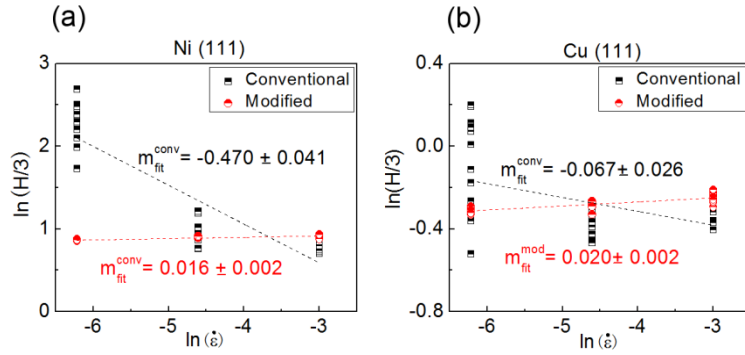 (a)
Ni (111)
3
2
1
0
ln (H/3)
Conventional
Modified
m_fit^conv = -0.470 ± 0.041
m_fit^conv = 0.016 ± 0.002
-6 -5 -4 -3
ln (ε̇)
(b)
Cu (111)
0.4
0.0
-0.4
-0.8
ln(H/3)
Conventional
Modified
m_fit^conv = -0.067± 0.026
m_fit^mod = 0.020± 0.002
-6 -5 -4 -3
ln (ε̇)